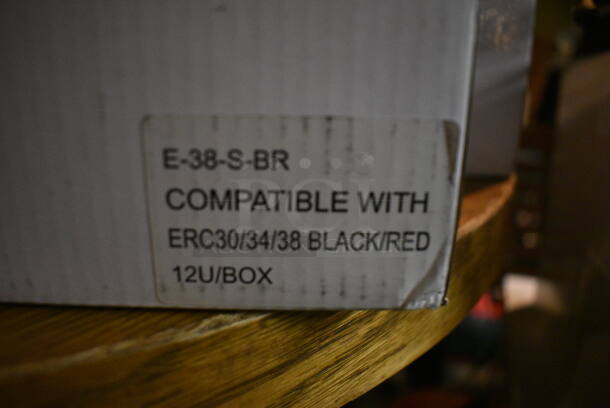 E-38-S-BR
COMPATIBLE WITH
ERC30/34/38 BLACK/RED
12U/BOX